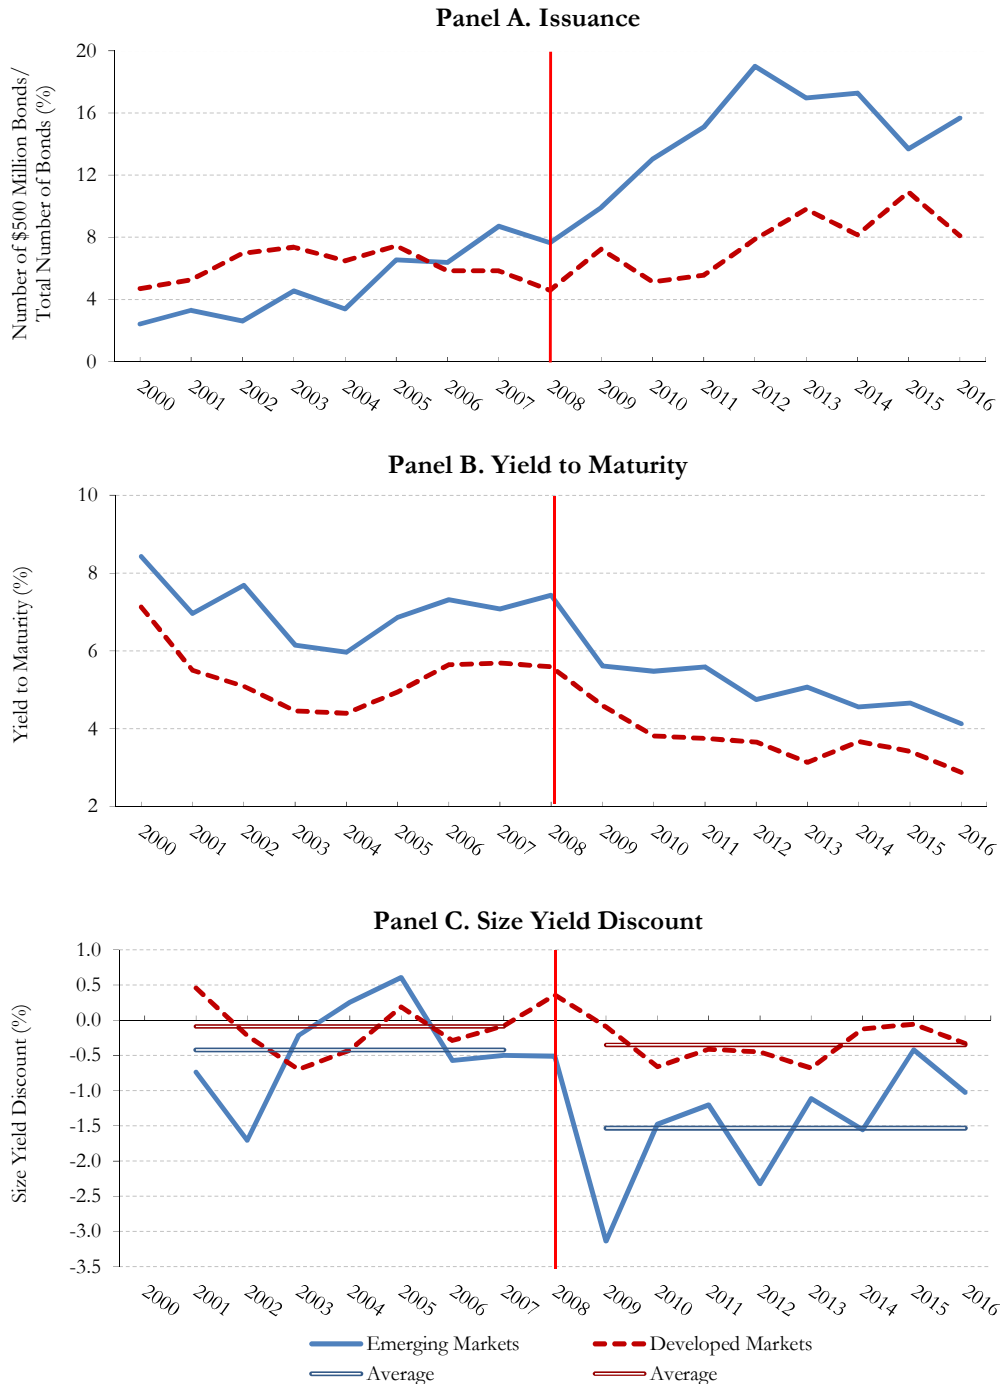 Panel A. Issuance
Number of $500 Million Bonds/
Total Number of Bonds (%)
20
16
12
8
4
0
2000 2001 2002 2003 2004 2005 2006 2007 2008 2009 2010 2011 2012 2013 2014 2015 2016
Panel B. Yield to Maturity
Yield to Maturity (%)
10
8
6
4
2
2000 2001 2002 2003 2004 2005 2006 2007 2008 2009 2010 2011 2012 2013 2014 2015 2016
Panel C. Size Yield Discount
Size Yield Discount (%)
1.0
0.5
0.0
-0.5
-1.0
-1.5
-2.0
-2.5
-3.0
-3.5
2000 2001 2002 2003 2004 2005 2006 2007 2008 2009 2010 2011 2012 2013 2014 2015 2016
Emerging Markets Developed Markets
Average Average